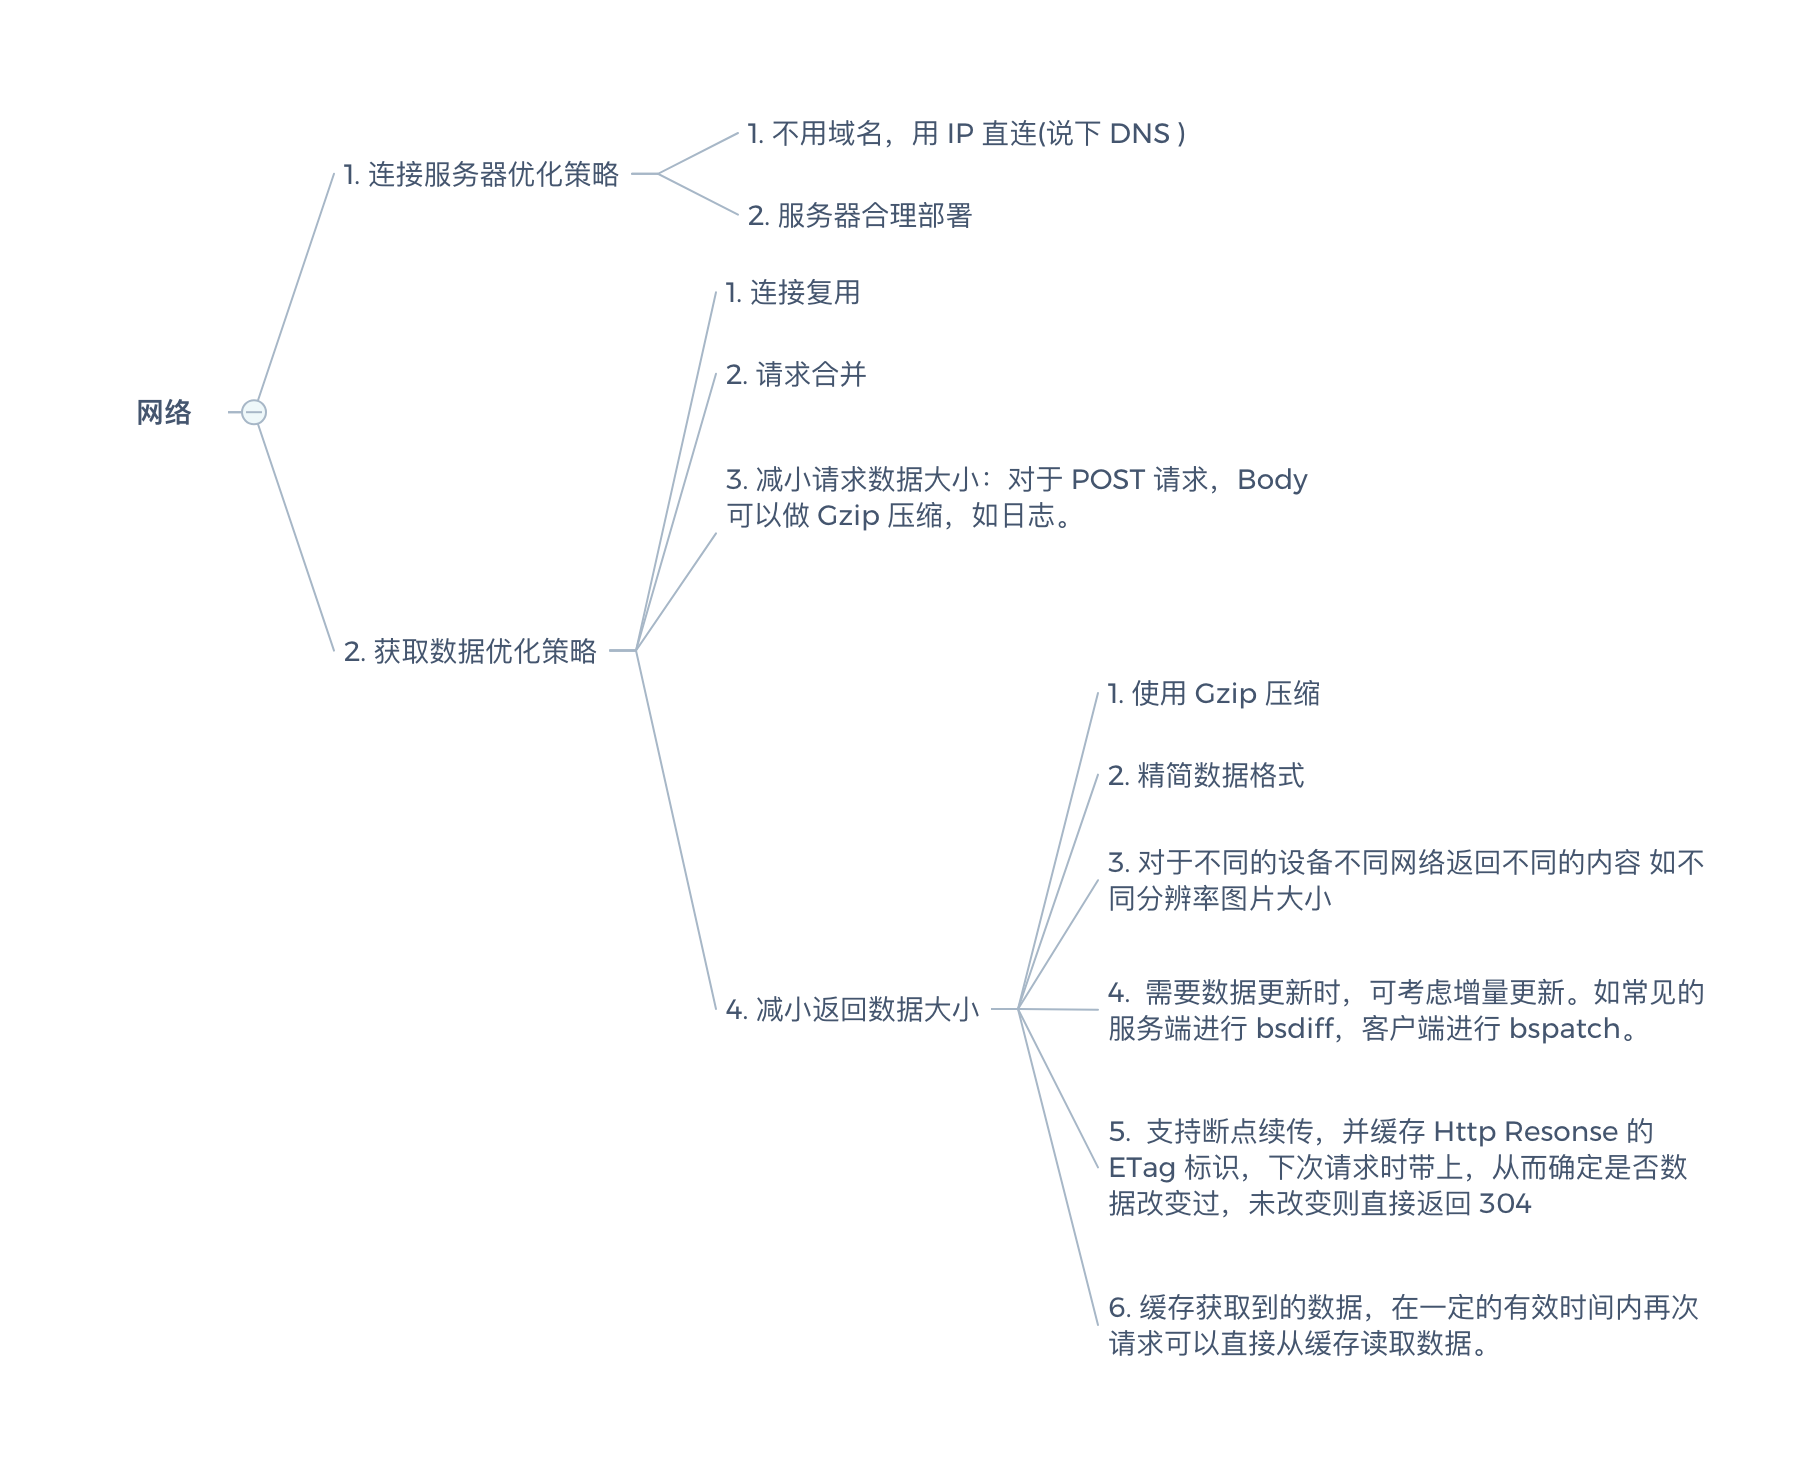 网络
1. 连接服务器优化策略
1. 不用域名，用 IP 直连(说下 DNS )
2. 服务器合理部署
2. 获取数据优化策略
1. 连接复用
2. 请求合并
3. 减小请求数据大小：对于 POST 请求，Body
可以做 Gzip 压缩，如日志。
4. 减小返回数据大小
1. 使用 Gzip 压缩
2. 精简数据格式
3. 对于不同的设备不同网络返回不同的内容 如不
同分辨率图片大小
4.  需要数据更新时，可考虑增量更新。如常见的
服务端进行 bsdiff，客户端进行 bspatch。
5.  支持断点续传，并缓存 Http Resonse 的
ETag 标识，下次请求时带上，从而确定是否数
据改变过，未改变则直接返回 304
6. 缓存获取到的数据，在一定的有效时间内再次
请求可以直接从缓存读取数据。